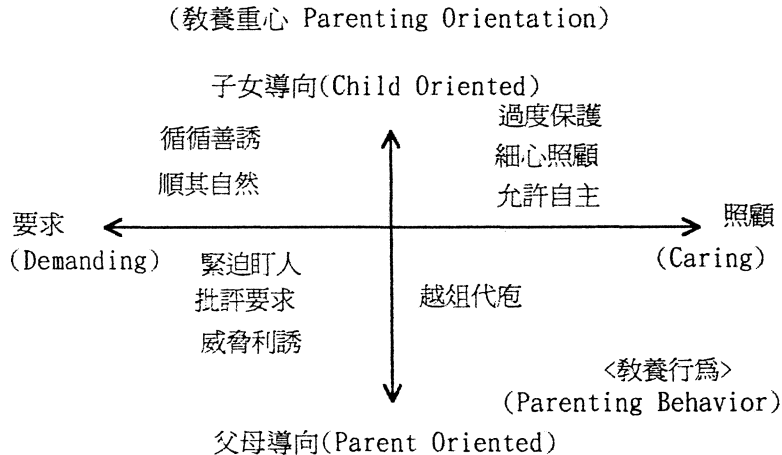 (教養重心 Parenting Orientation)
子女導向(Child Oriented)
循循善誘
順其自然
過度保護
細心照顧
允許自主
要求
(Demanding)
照顧
(Caring)
緊迫盯人
批評要求
威脅利誘
越俎代庖
<教養行爲>
(Parenting Behavior)
父母導向(Parent Oriented)